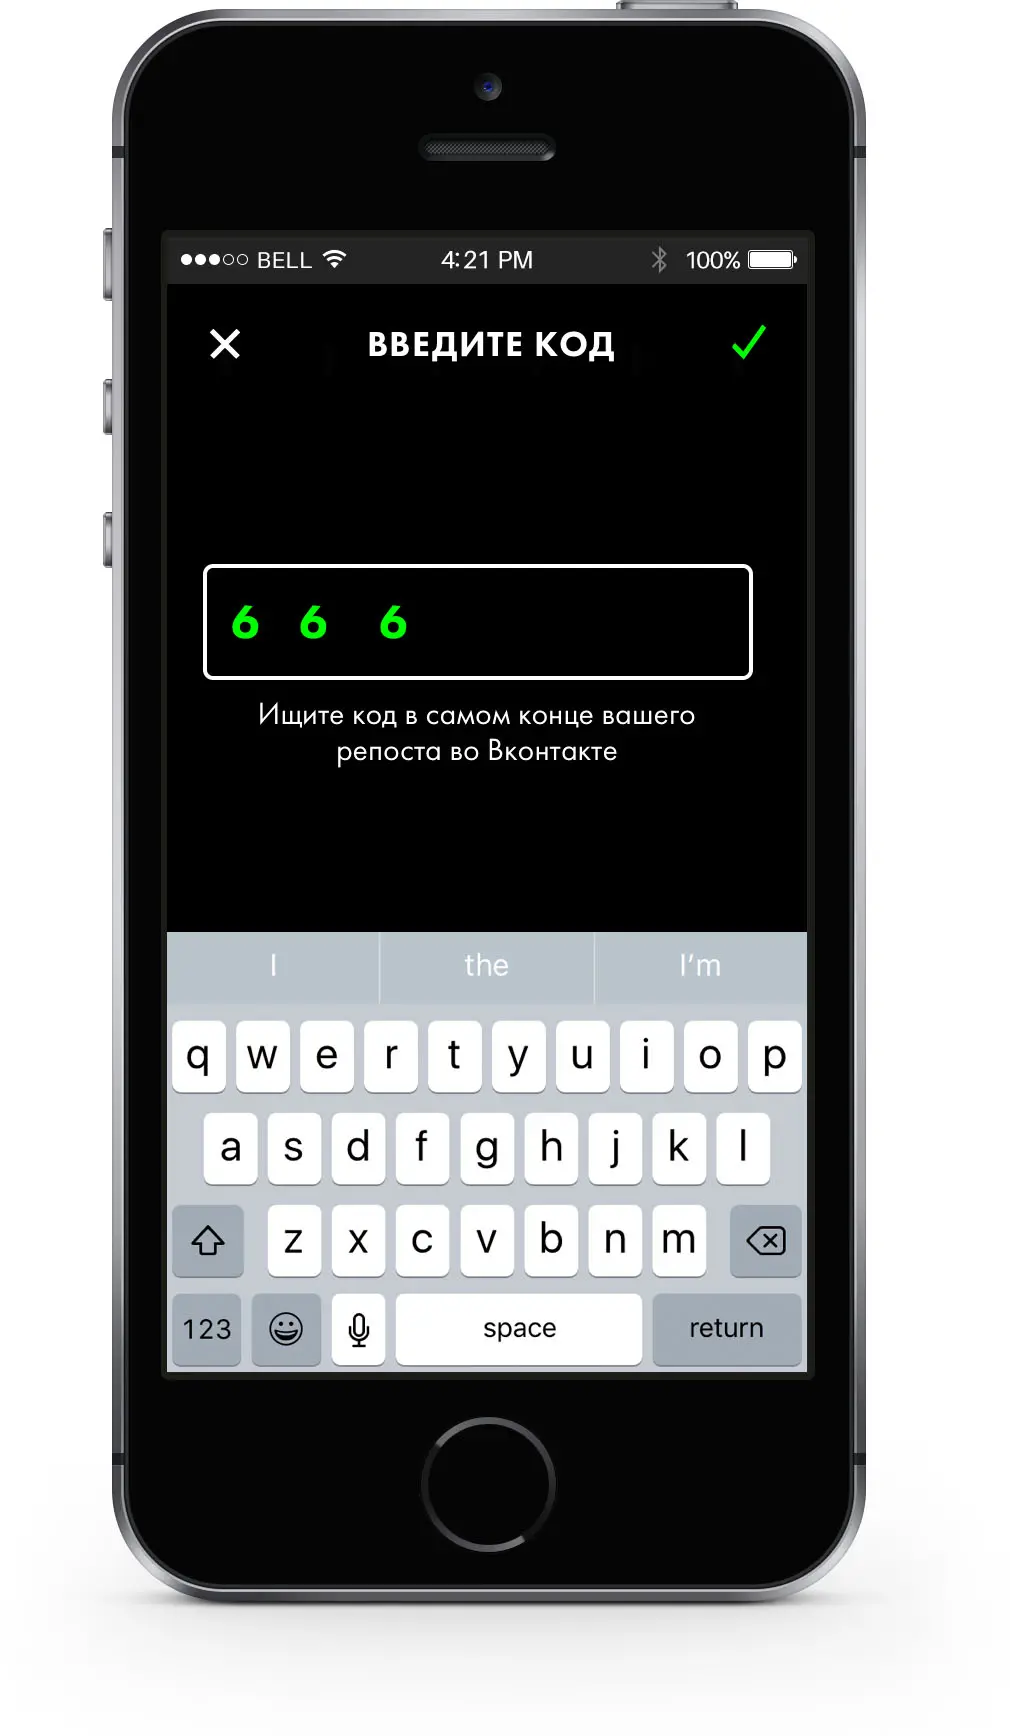 BELL 4:21 PM 100%
ВВЕДИТЕ КОД
6 6 6
Ищите код в самом конце вашего
репоста во Вконтакте
I the I'm
q w e r t y u i o p
a s d f g h j k l
z x c v b n m
123 space return